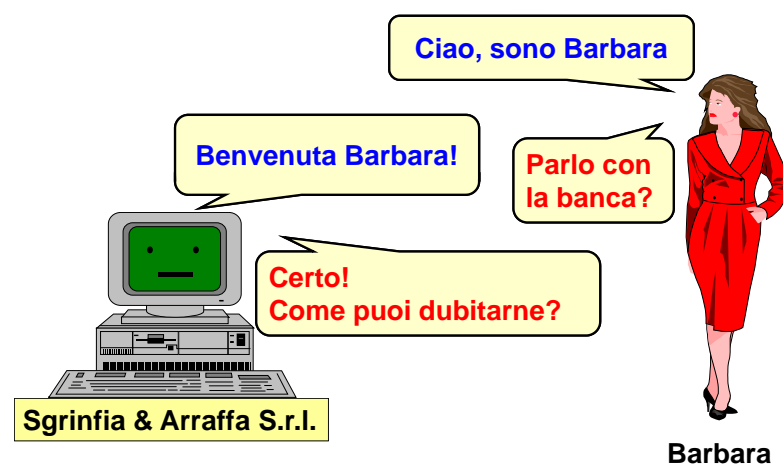 Ciao, sono Barbara
Benvenuta Barbara!
Parlo con
la banca?
Certo!
Come puoi dubitarne?
Sgrinfia & Arraffa S.r.l.
Barbara